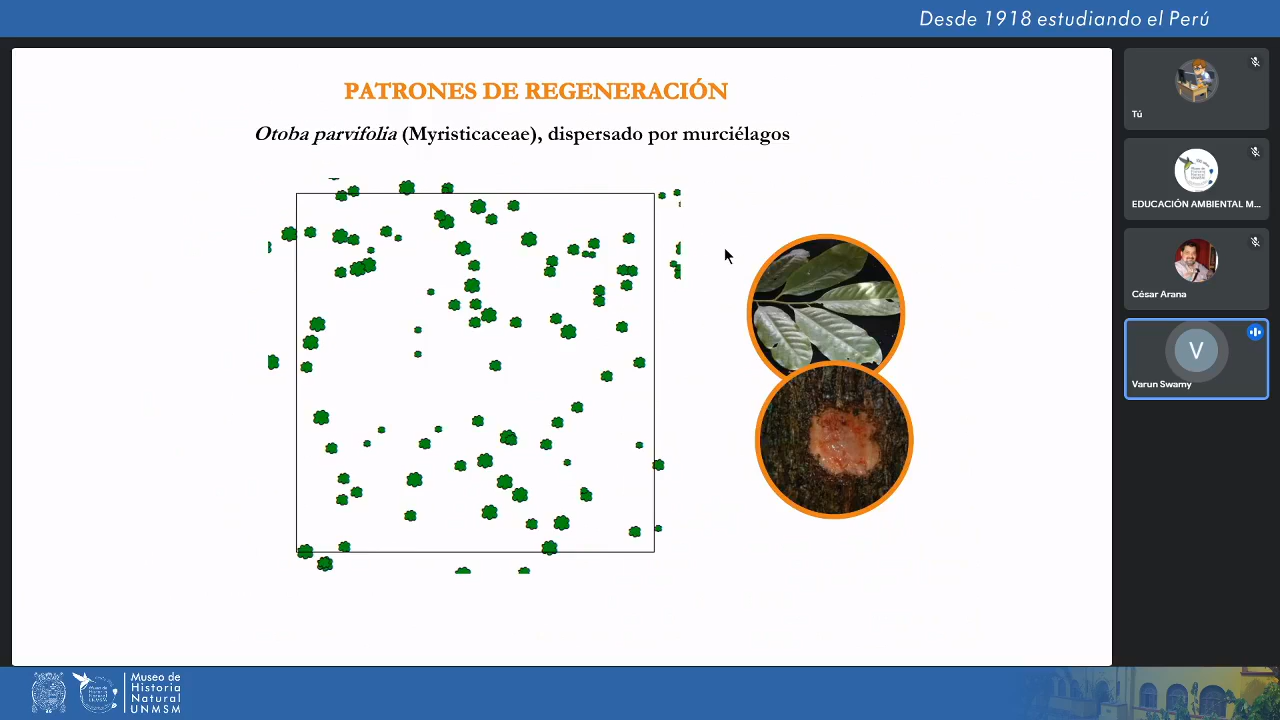 Desde 1918 estudiando el Perú
PATRONES DE REGENERACIÓN
Otoba parvifolia (Myristicaceae), dispersado por murciélagos
Tú
EDUCACIÓN AMBIENTAL M...
César Arana
V
Varun Swamy
Museo de
Historia
Natural
UNMSM